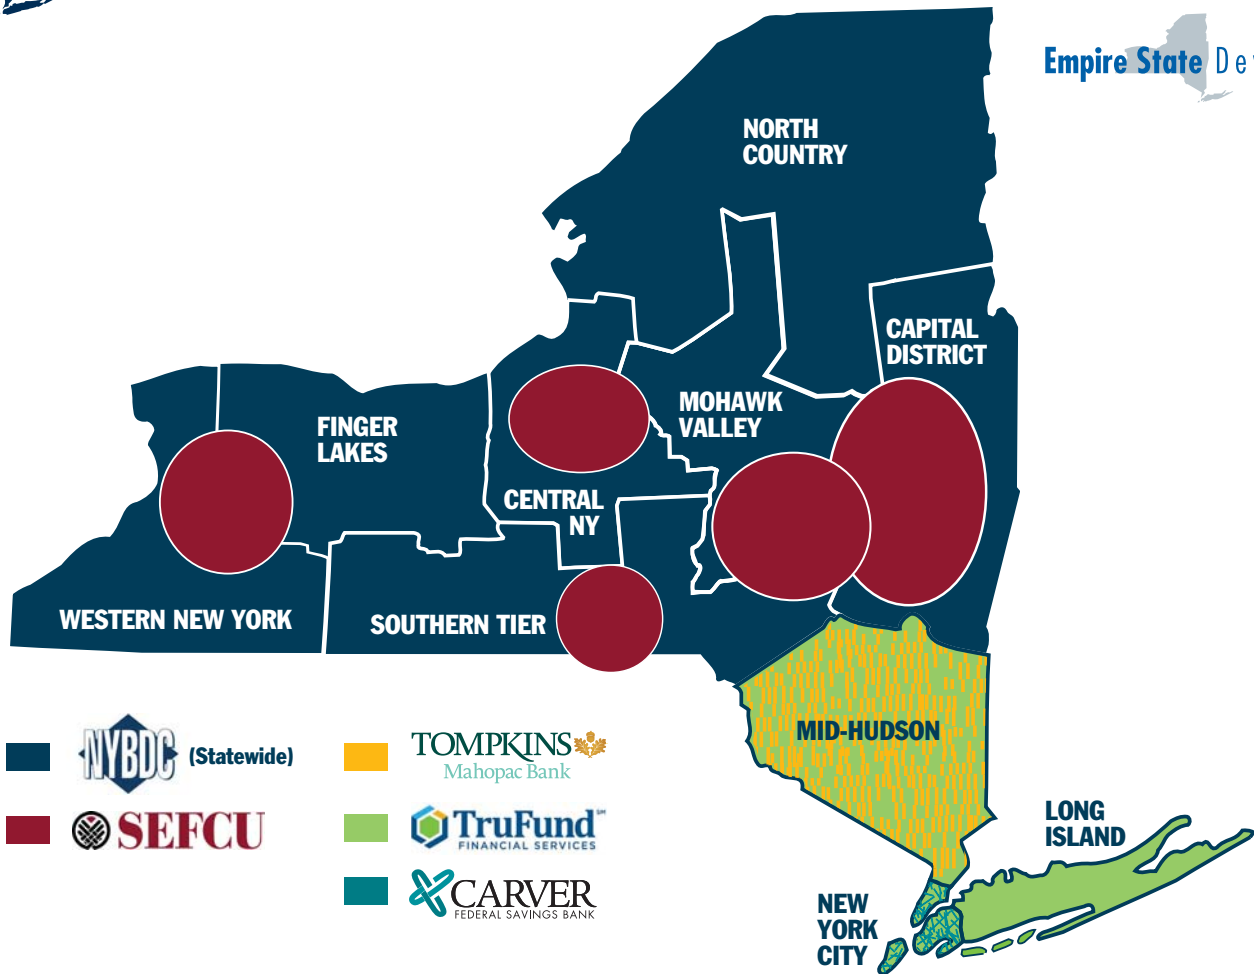 Empire State De
NORTH
COUNTRY
CAPITAL
DISTRICT
MOHAWK
VALLEY
FINGER
LAKES
CENTRAL
NY
WESTERN NEW YORK
SOUTHERN TIER
MID-HUDSON
LONG
ISLAND
NEW
YORK
CITY
NYBDC (Statewide)
SEFCU
TOMPKINS
Mahopac Bank
TruFund SM
FINANCIAL SERVICES
CARVER
FEDERAL SAVINGS BANK